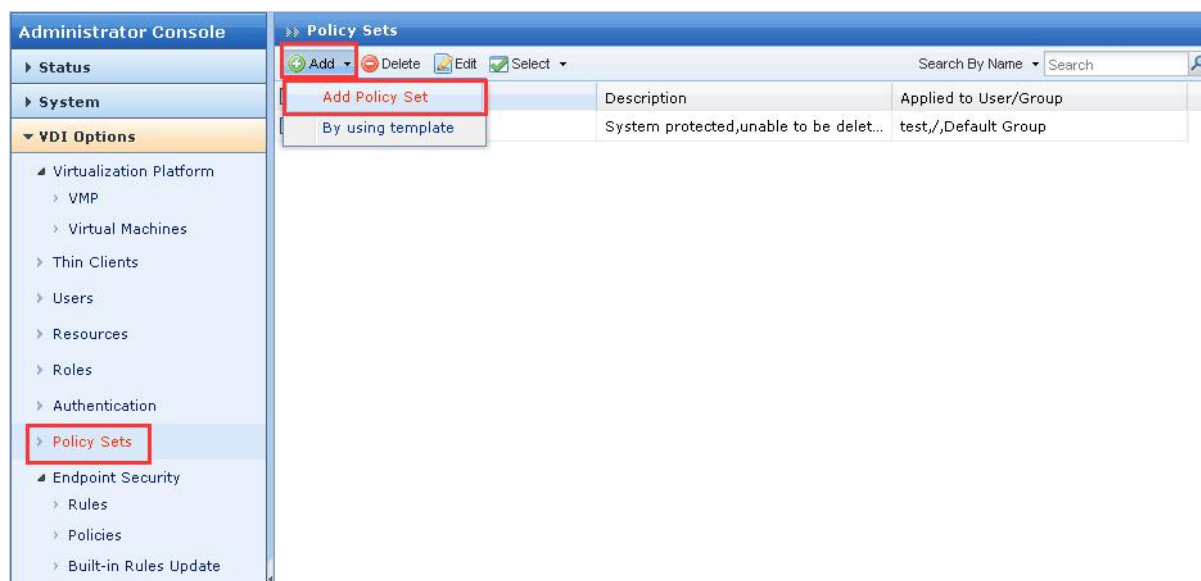 Administrator Console
Status
System
VDI Options
Virtualization Platform
VMP
Virtual Machines
Thin Clients
Users
Resources
Roles
Authentication
Policy Sets
Endpoint Security
Rules
Policies
Built-in Rules Update
Policy Sets
Add Delete Edit Select Search By Name Search
Add Policy Set
By using template
Description Applied to User/Group
System protected,unable to be delet... test,/,Default Group